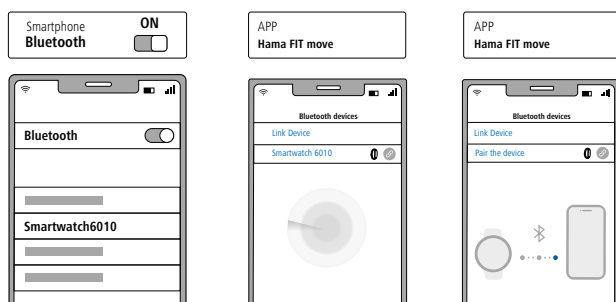 Smartphone
Bluetooth
ON
Bluetooth
Smartwatch6010
APP
Hama FIT move
Bluetooth devices
Link Device
Smartwatch 6010
APP
Hama FIT move
Bluetooth devices
Link Device
Pair the device